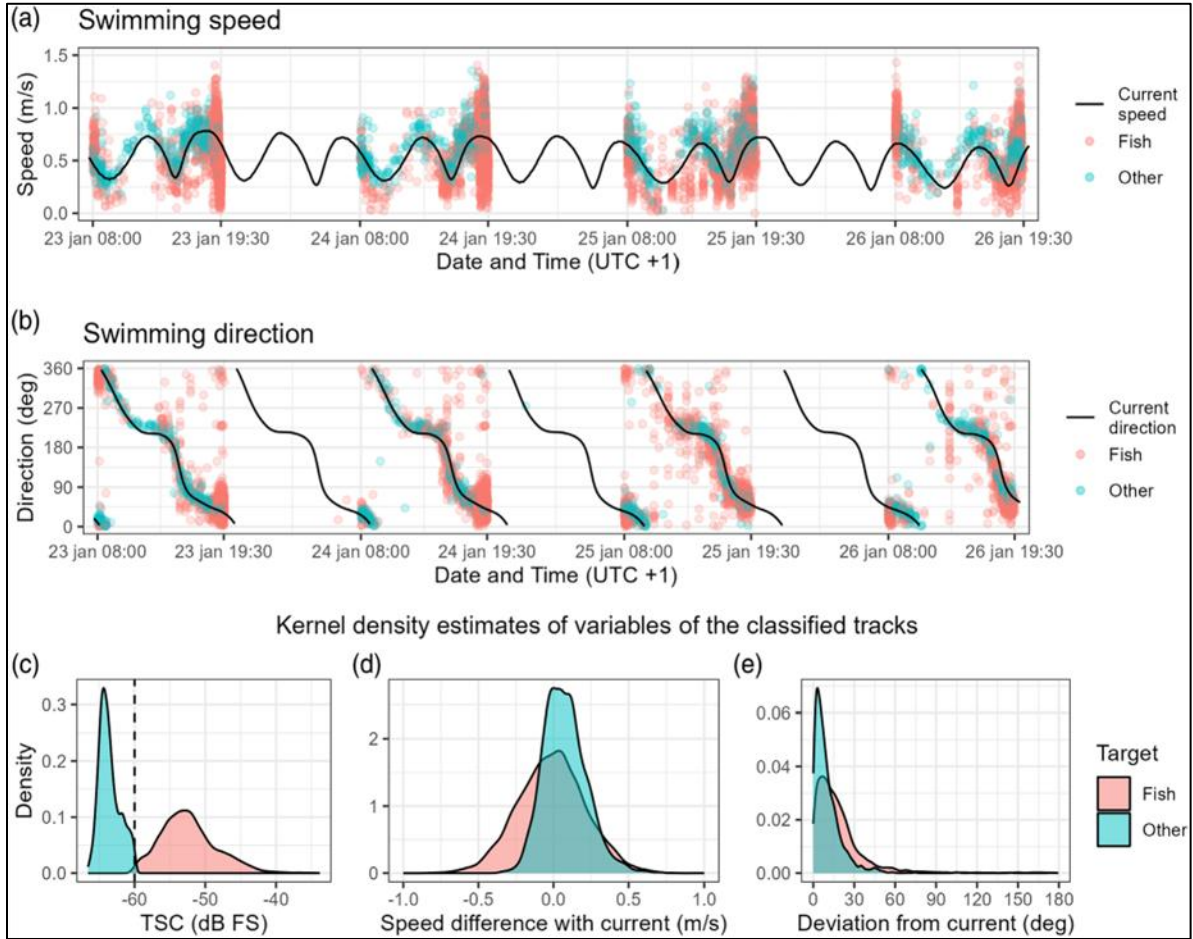 (a) Swimming speed
1.5
1.0
0.5
0.0
Speed (m/s)
23 jan 08:00 23 jan 19:30 24 jan 08:00 24 jan 19:30 25 jan 08:00 25 jan 19:30 26 jan 08:00 26 jan 19:30
Date and Time (UTC +1)
Current
speed
Fish
Other
(b) Swimming direction
360
270
180
90
0
Direction (deg)
23 jan 08:00 23 jan 19:30 24 jan 08:00 24 jan 19:30 25 jan 08:00 25 jan 19:30 26 jan 08:00 26 jan 19:30
Date and Time (UTC +1)
Current
direction
Fish
Other
Kernel density estimates of variables of the classified tracks
(c)
0.3
0.2
0.1
0.0
Density
-60 -50 -40
TSC (dB FS)
(d)
2
1
0
-1.0 -0.5 0.0 0.5 1.0
Speed difference with current (m/s)
(e)
0.06
0.04
0.02
0.00
0 30 60 90 120 150 180
Deviation from current (deg)
Target
Fish
Other